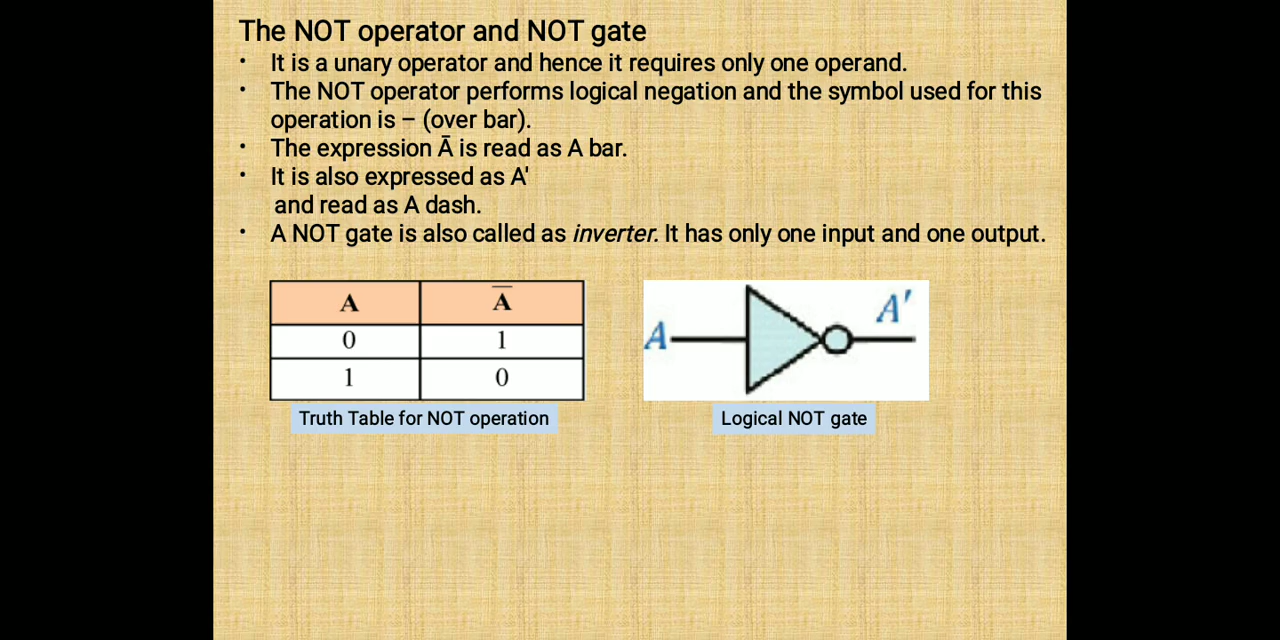 The NOT operator and NOT gate
• It is a unary operator and hence it requires only one operand.
• The NOT operator performs logical negation and the symbol used for this
operation is – (over bar).
• The expression Ā is read as A bar.
• It is also expressed as A'
and read as A dash.
• A NOT gate is also called as inverter. It has only one input and one output.
A A̅
0 1
1 0
Truth Table for NOT operation
A A′
Logical NOT gate